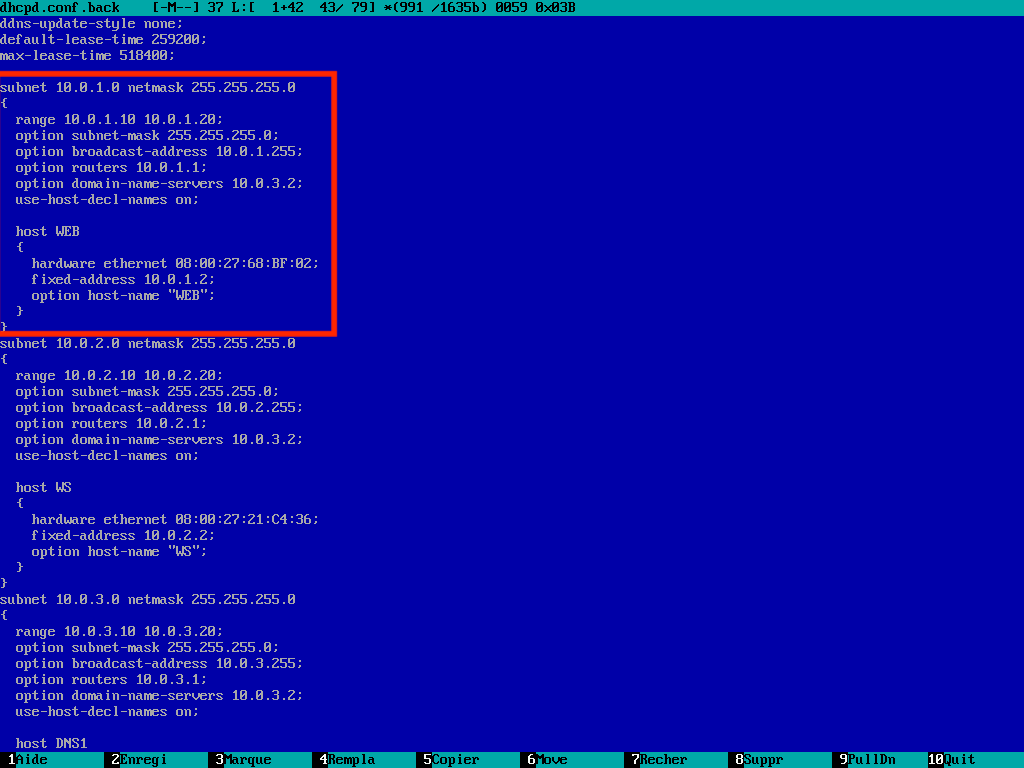 dhcpd.conf.back    [-M--] 37 L:[  1+42  43/ 79] *(991 /1635b) 0059 0x03B
ddns-update-style none;
default-lease-time 259200;
max-lease-time 518400;
subnet 10.0.1.0 netmask 255.255.255.0
{
  range 10.0.1.10 10.0.1.20;
  option subnet-mask 255.255.255.0;
  option broadcast-address 10.0.1.255;
  option routers 10.0.1.1;
  option domain-name-servers 10.0.3.2;
  use-host-decl-names on;
  host WEB
  {
    hardware ethernet 08:00:27:68:BF:02;
    fixed-address 10.0.1.2;
    option host-name "WEB";
  }
}
subnet 10.0.2.0 netmask 255.255.255.0
{
  range 10.0.2.10 10.0.2.20;
  option subnet-mask 255.255.255.0;
  option broadcast-address 10.0.2.255;
  option routers 10.0.2.1;
  option domain-name-servers 10.0.3.2;
  use-host-decl-names on;
  host WS
  {
    hardware ethernet 08:00:27:21:C4:36;
    fixed-address 10.0.2.2;
    option host-name "WS";
  }
}
subnet 10.0.3.0 netmask 255.255.255.0
{
  range 10.0.3.10 10.0.3.20;
  option subnet-mask 255.255.255.0;
  option broadcast-address 10.0.3.255;
  option routers 10.0.3.1;
  option domain-name-servers 10.0.3.2;
  use-host-decl-names on;
  host DNS1
1Aide 2Enregi 3Marque 4Rempla 5Copier 6Move 7Recher 8Suppr 9PullDn 10Quit